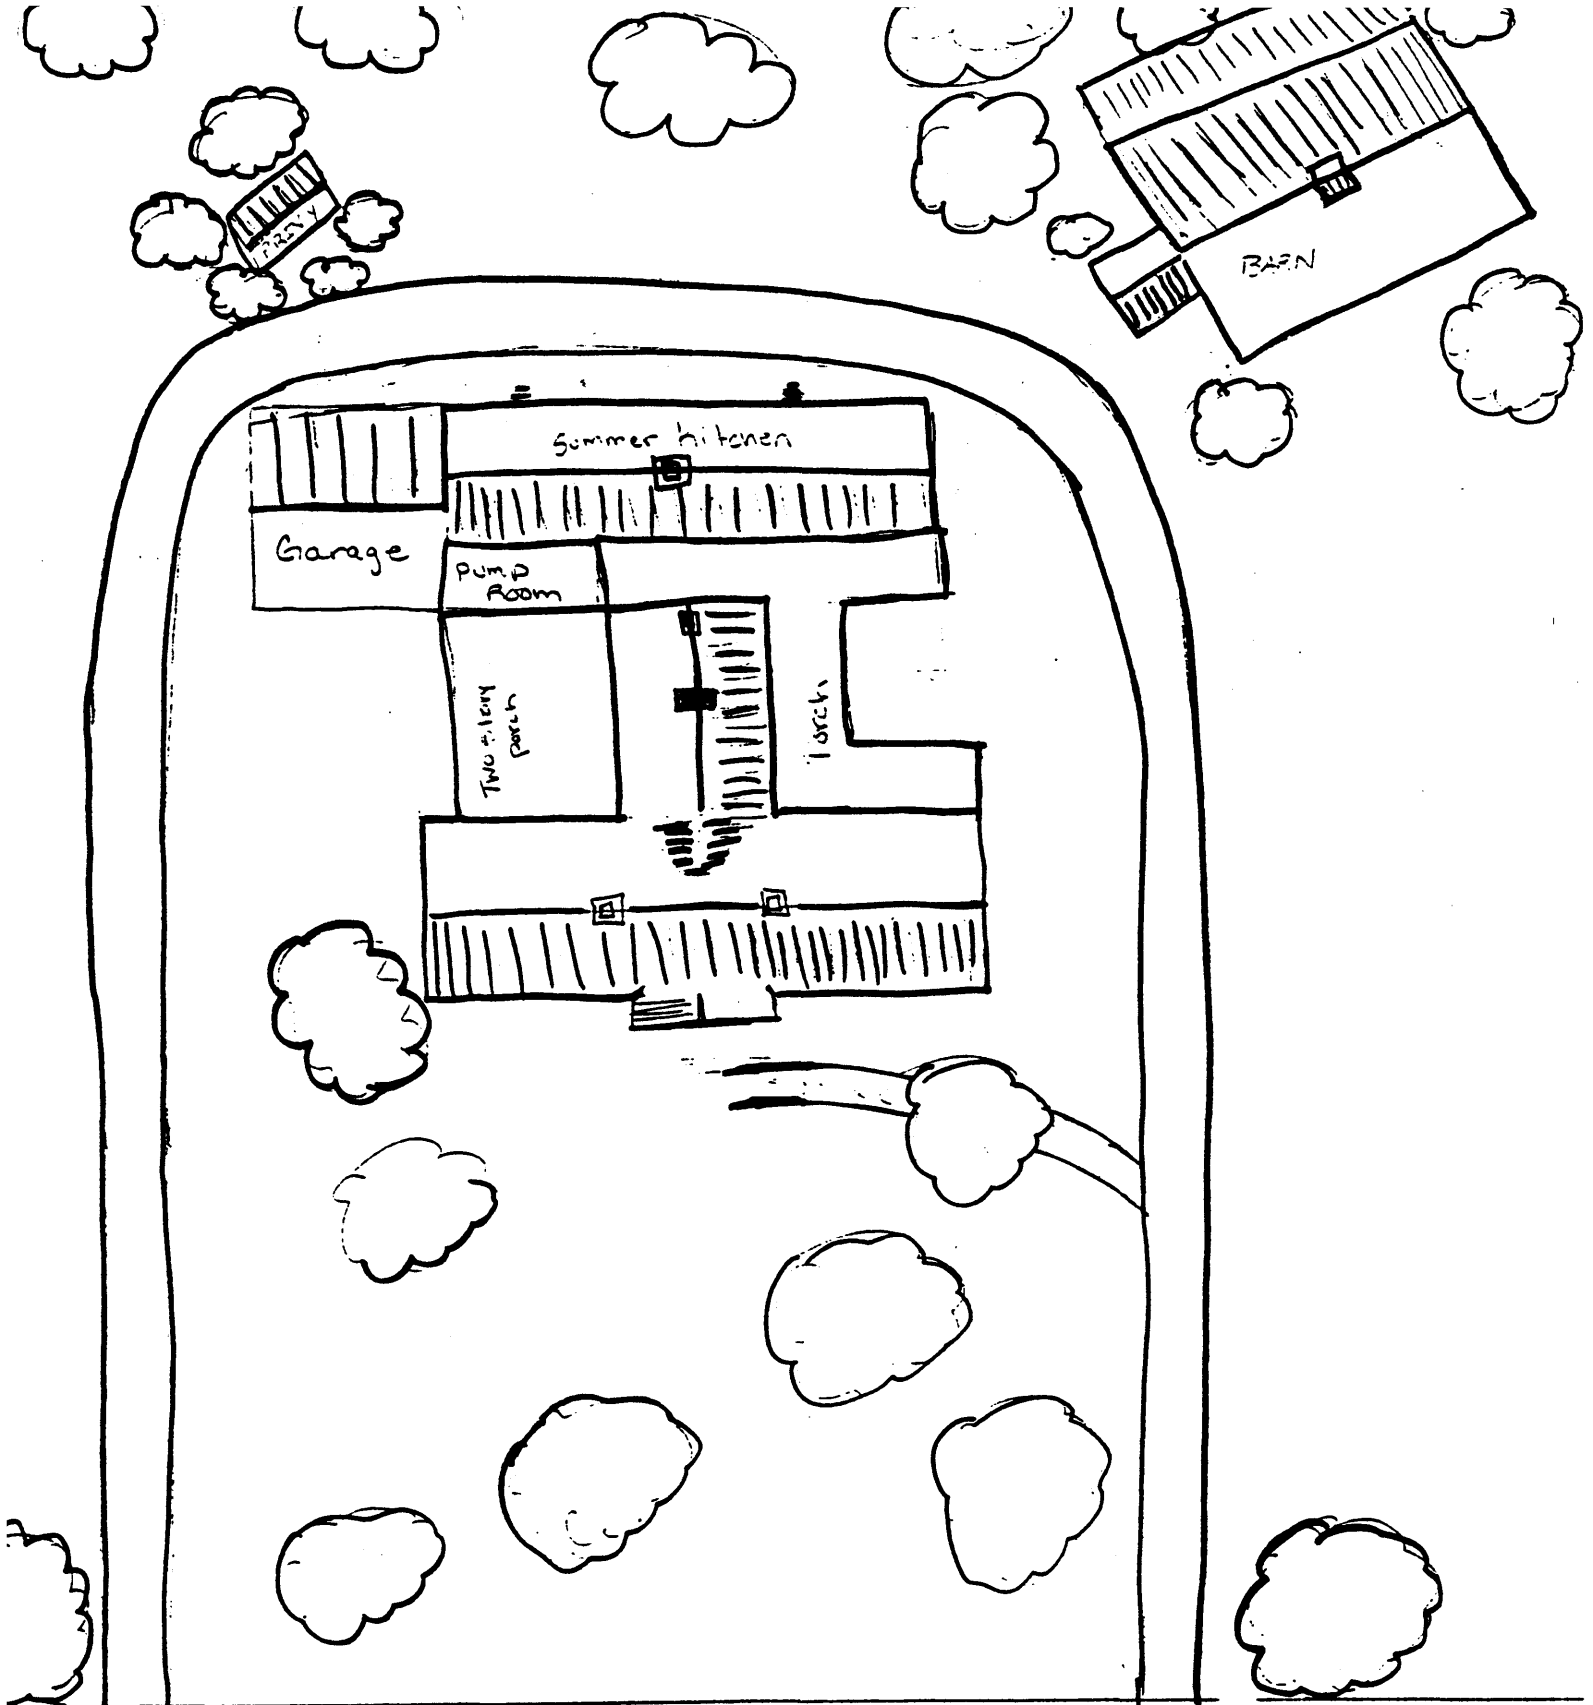 PRIVY
BARN
Summer kitchen
Garage
Pump
Room
Two story
porch
Porch